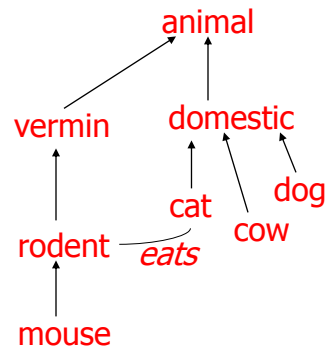 animal
vermin
domestic
dog
cat
cow
rodent
eats
mouse